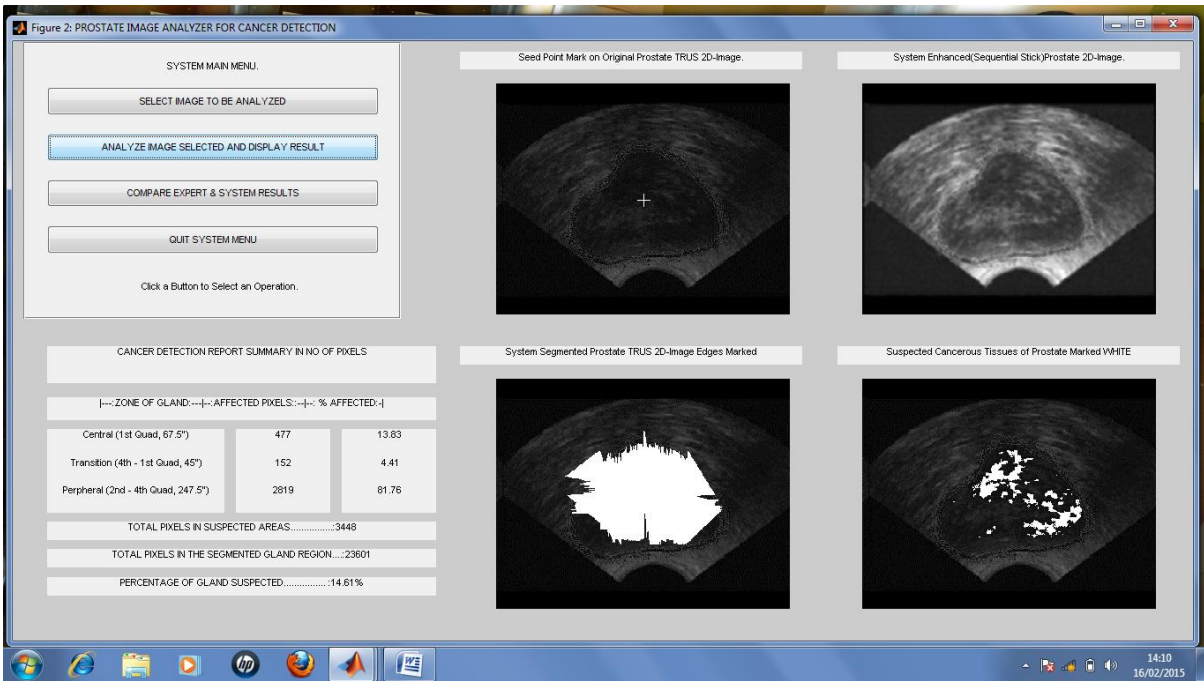 Figure 2: PROSTATE IMAGE ANALYZER FOR CANCER DETECTION
SYSTEM MAIN MENU.
SELECT IMAGE TO BE ANALYZED
ANALYZE IMAGE SELECTED AND DISPLAY RESULT
COMPARE EXPERT & SYSTEM RESULTS
QUIT SYSTEM MENU
Click a Button to Select an Operation.
Seed Point Mark on Original Prostate TRUS 2D-Image.
System Enhanced(Sequential Stick)Prostate 2D-Image.
CANCER DETECTION REPORT SUMMARY IN NO OF PIXELS
|---:ZONE OF GLAND:---|--:AFFECTED PIXELS::--|--: % AFFECTED:-|
Central (1st Quad, 67.5") 477 13.83
Transition (4th - 1st Quad, 45") 152 4.41
Perpheral (2nd - 4th Quad, 247.5") 2819 81.76
TOTAL PIXELS IN SUSPECTED AREAS................:3448
TOTAL PIXELS IN THE SEGMENTED GLAND REGION....:23601
PERCENTAGE OF GLAND SUSPECTED................ :14.61%
System Segmented Prostate TRUS 2D-Image Edges Marked
Suspected Cancerous Tissues of Prostate Marked WHITE
hp
W
14:10
16/02/2015